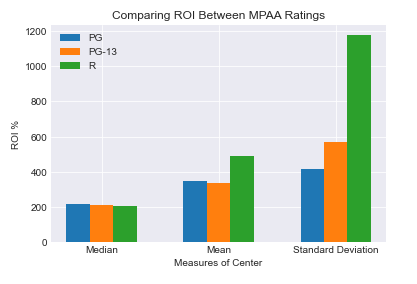 Comparing ROI Between MPAA Ratings
PG
PG-13
R
ROI %
1200
1000
800
600
400
200
0
Median
Mean
Standard Deviation
Measures of Center